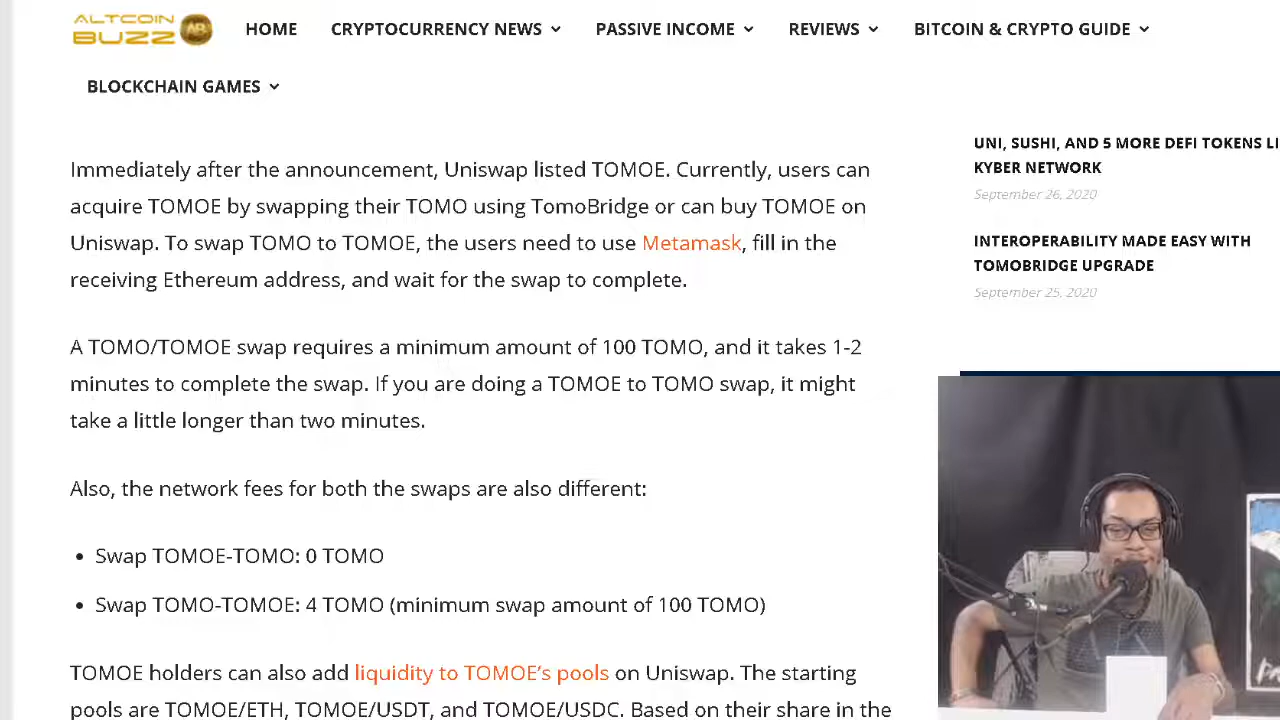 ALTCOIN
BUZZ AB
HOME
CRYPTOCURRENCY NEWS
PASSIVE INCOME
REVIEWS
BITCOIN & CRYPTO GUIDE
BLOCKCHAIN GAMES
Immediately after the announcement, Uniswap listed TOMOE. Currently, users can
acquire TOMOE by swapping their TOMO using TomoBridge or can buy TOMOE on
Uniswap. To swap TOMO to TOMOE, the users need to use Metamask, fill in the
receiving Ethereum address, and wait for the swap to complete.
A TOMO/TOMOE swap requires a minimum amount of 100 TOMO, and it takes 1-2
minutes to complete the swap. If you are doing a TOMOE to TOMO swap, it might
take a little longer than two minutes.
Also, the network fees for both the swaps are also different:
• Swap TOMOE-TOMO: 0 TOMO
• Swap TOMO-TOMOE: 4 TOMO (minimum swap amount of 100 TOMO)
TOMOE holders can also add liquidity to TOMOE's pools on Uniswap. The starting
pools are TOMOE/ETH, TOMOE/USDT, and TOMOE/USDC. Based on their share in the
UNI, SUSHI, AND 5 MORE DEFI TOKENS LI
KYBER NETWORK
September 26, 2020
INTEROPERABILITY MADE EASY WITH
TOMOBRIDGE UPGRADE
September 25, 2020